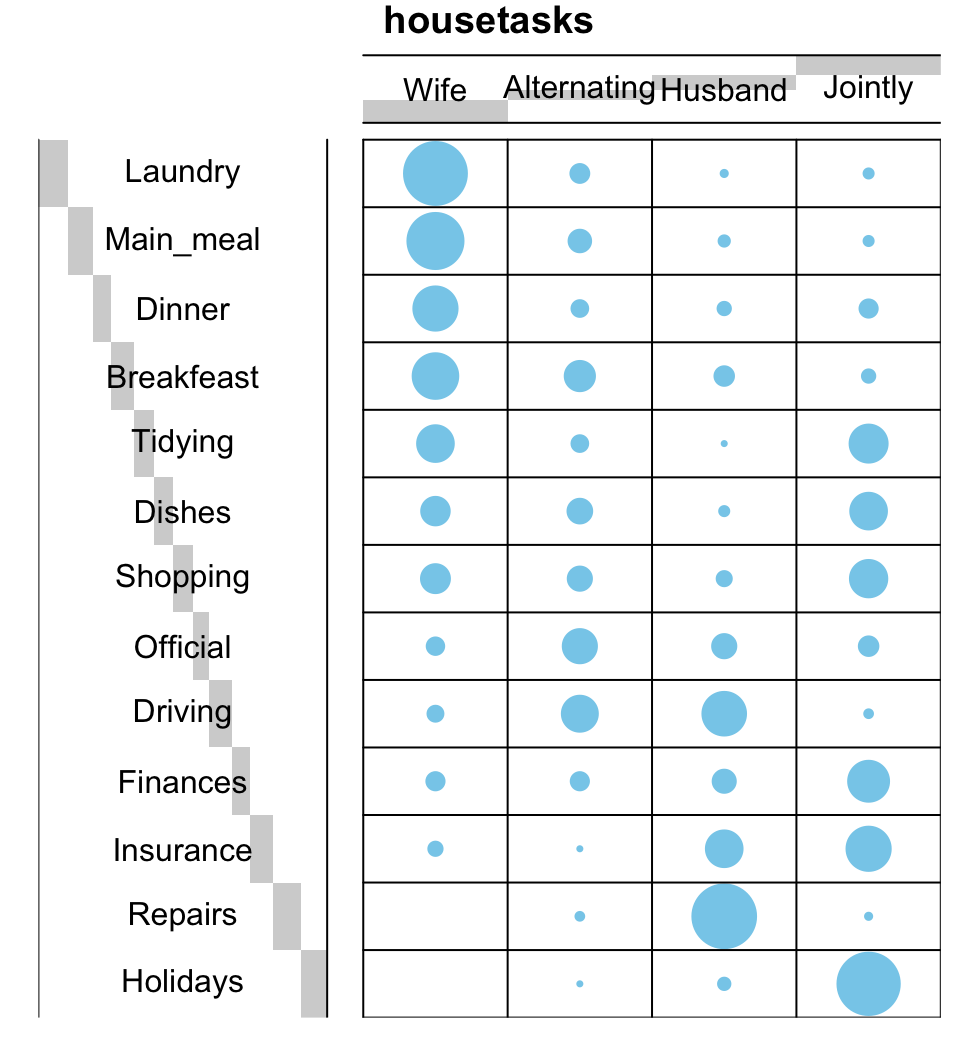 housetasks
Wife Alternating Husband Jointly
Laundry
Main_meal
Dinner
Breakfeast
Tidying
Dishes
Shopping
Official
Driving
Finances
Insurance
Repairs
Holidays